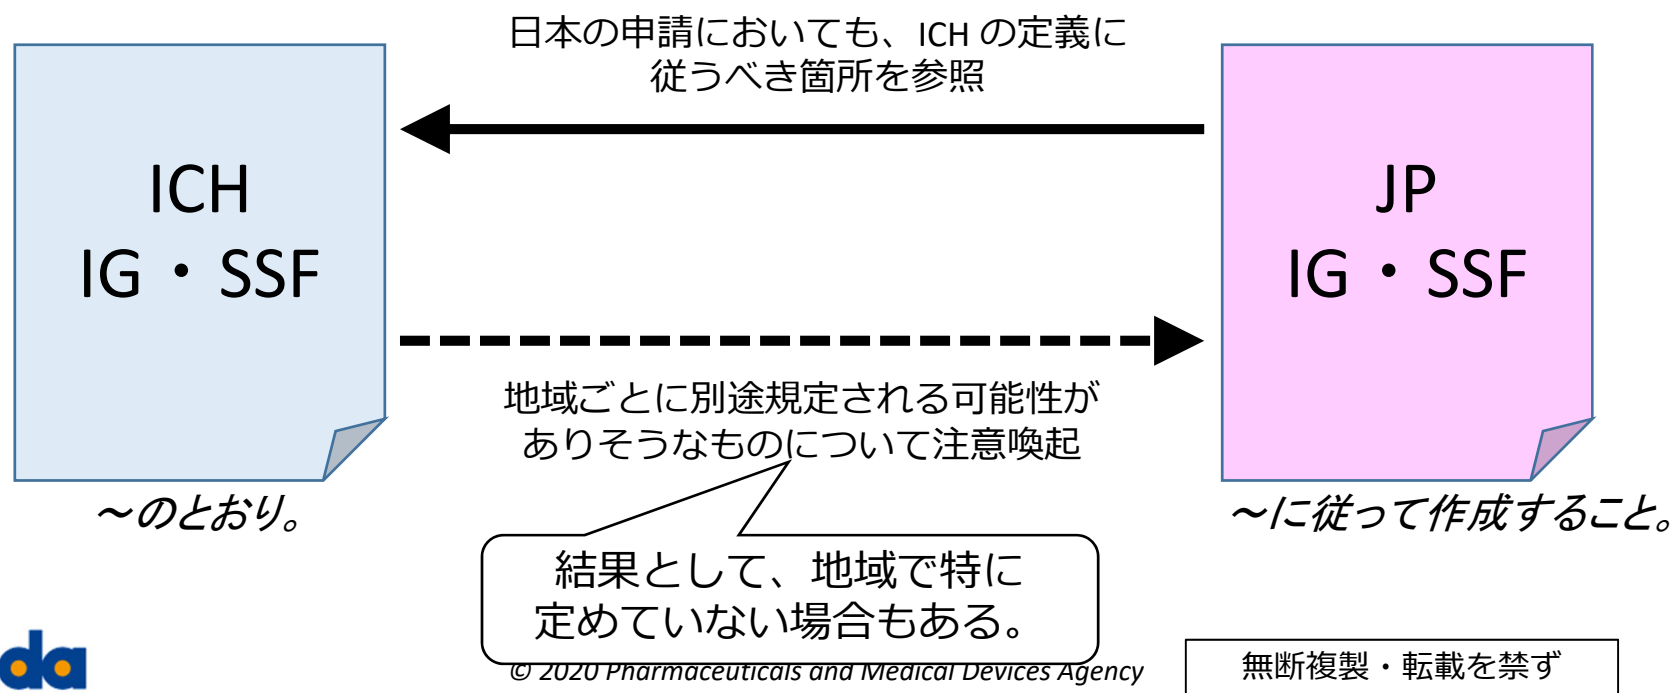 日本の申請においても、ICH の定義に
従うべき箇所を参照
ICH
IG・SSF
JP
IG・SSF
地域ごとに別途規定される可能性が
ありそうなものについて注意喚起
～のとおり。
～に従って作成すること。
結果として、地域で特に
定めていない場合もある。
da
© 2020 Pharmaceuticals and Medical Devices Agency
無断複製・転載を禁ず